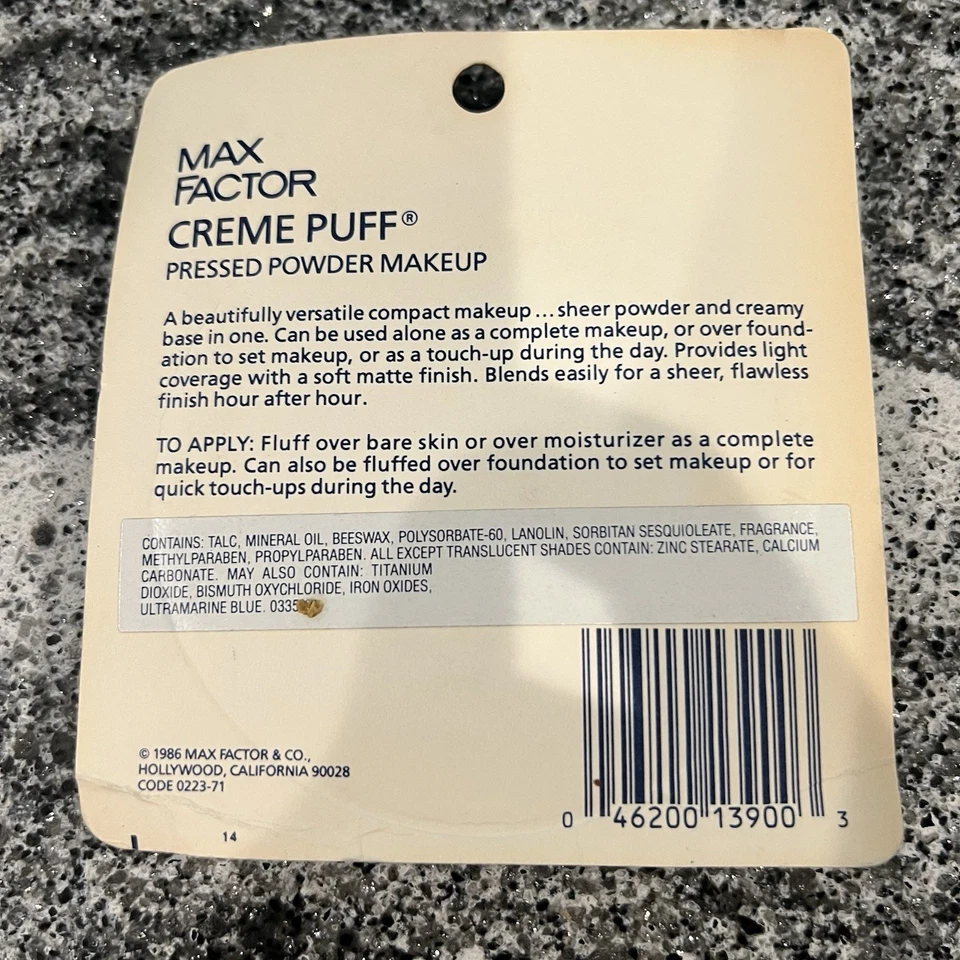 MAX
FACTOR
CREME PUFF®
PRESSED POWDER MAKEUP
A beautifully versatile compact makeup...sheer powder and creamy
base in one. Can be used alone as a complete makeup, or over found-
ation to set makeup, or as a touch-up during the day. Provides light
coverage with a soft matte finish. Blends easily for a sheer, flawless
finish hour after hour.
TO APPLY: Fluff over bare skin or over moisturizer as a complete
makeup. Can also be fluffed over foundation to set makeup or for
quick touch-ups during the day.
CONTAINS: TALC, MINERAL OIL, BEESWAX, POLYSORBATE-60, LANOLIN, SORBITAN SESQUIOLEATE, FRAGRANCE,
METHYLPARABEN, PROPYLPARABEN. ALL EXCEPT TRANSLUCENT SHADES CONTAIN: ZINC STEARATE, CALCIUM
CARBONATE. MAY ALSO CONTAIN: TITANIUM
DIOXIDE, BISMUTH OXYCHLORIDE, IRON OXIDES,
ULTRAMARINE BLUE.
© 1986 MAX FACTOR & CO.,
HOLLYWOOD, CALIFORNIA 90028
CODE 0223-71
14
0 46200 13900 3